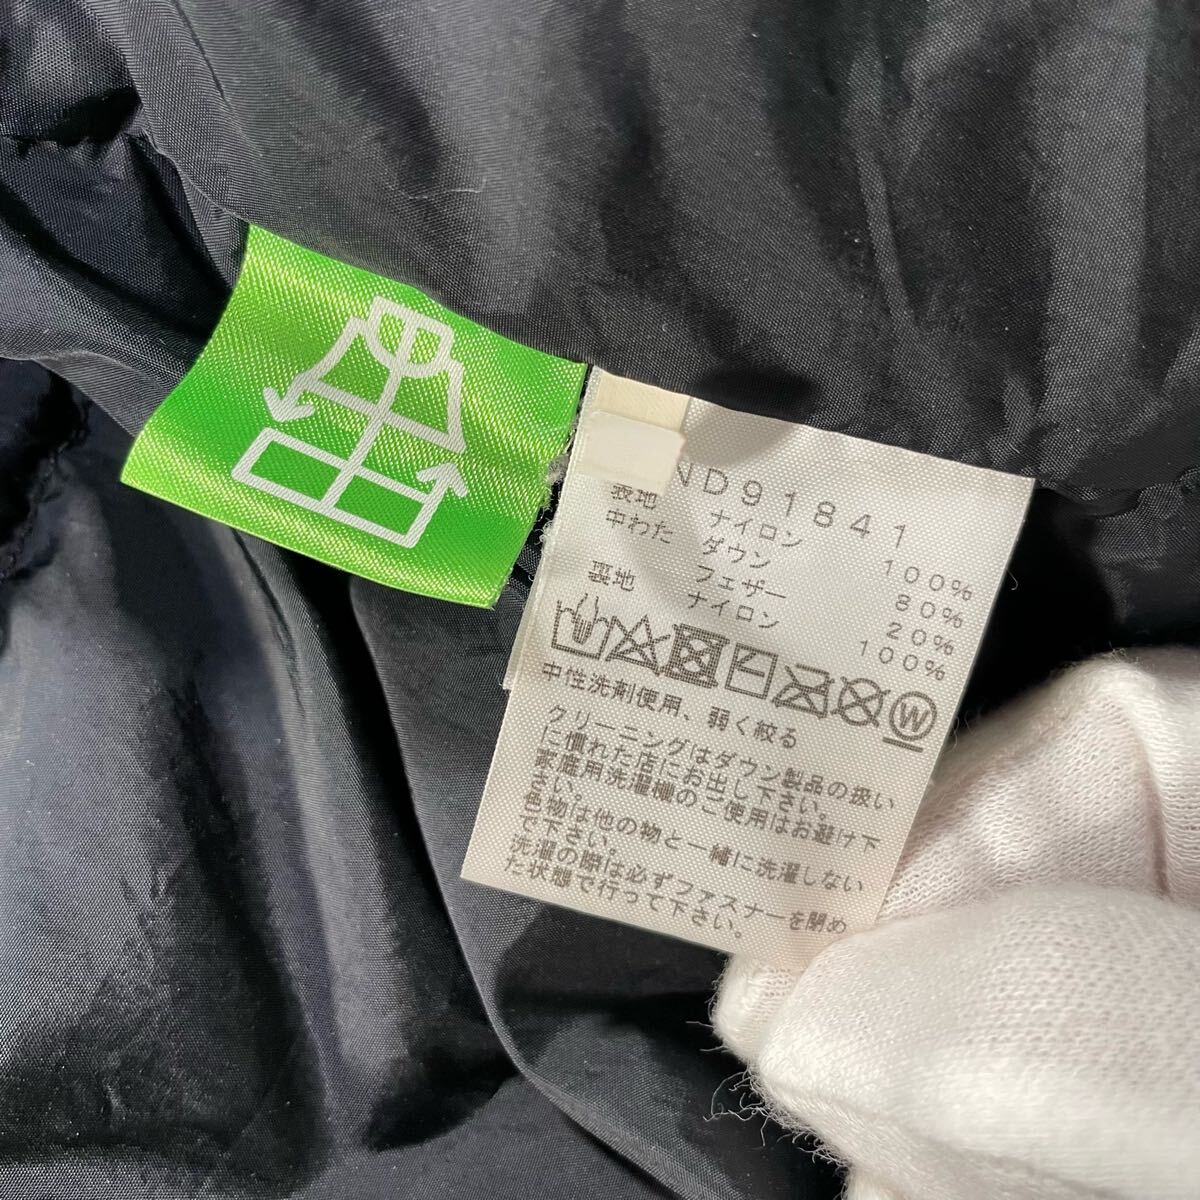 ND91841
表地 ナイロン 100%
中わた ダウン 80%
フェザー 20%
裏地 ナイロン 100%
W
中性洗剤使用、弱く絞る
クリーニングはダウン製品の扱い
に慣れた店にお出し下さい。
家庭用洗濯機のご使用はお避け下
さい。
色物は他の物と一緒に洗濯しない
で下さい。
洗濯の際は必ずファスナーを閉め
た状態で行って下さい。